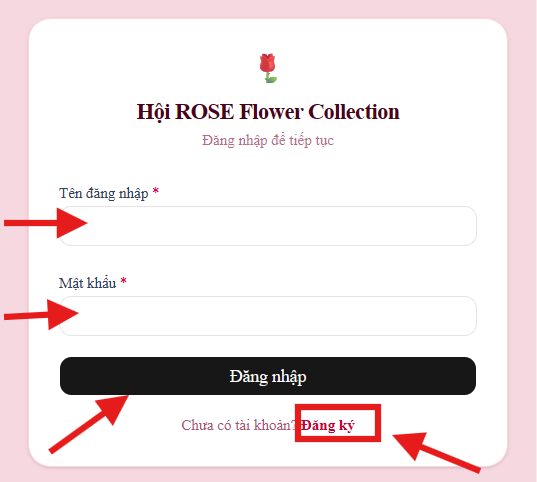 Hội ROSE Flower Collection
Đăng nhập để tiếp tục
Tên đăng nhập *
Mật khẩu *
Đăng nhập
Chưa có tài khoản? Đăng ký